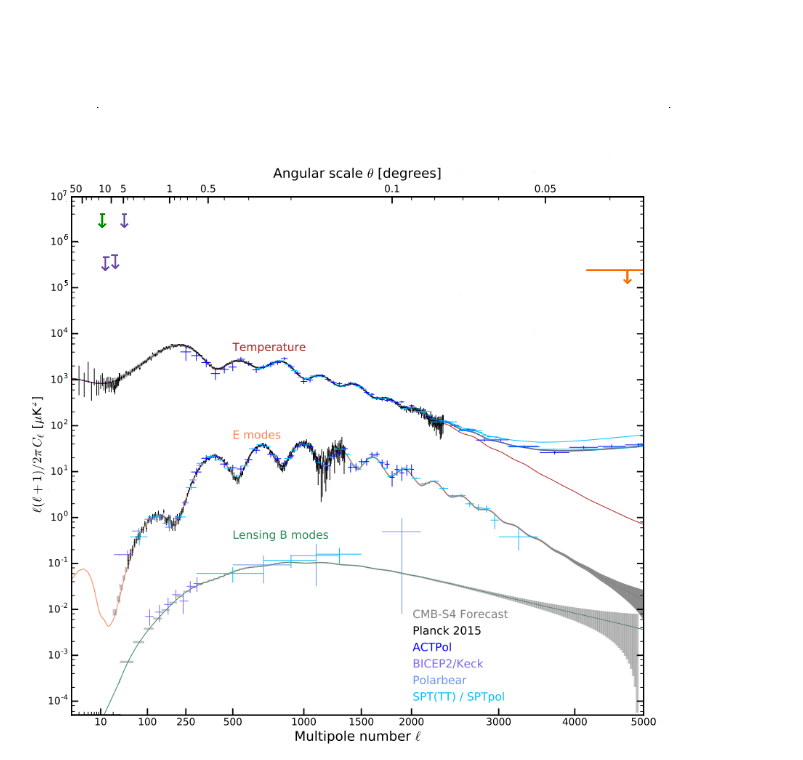 Angular scale θ [degrees]
50 10 5 1 0.5 0.1 0.05
10⁷
10⁶
10⁵
10⁴
10³
10²
10¹
10⁰
10⁻¹
10⁻²
10⁻³
10⁻⁴
ℓ(ℓ+1)/2π Cℓ [μK²]
Temperature
E modes
Lensing B modes
CMB-S4 Forecast
Planck 2015
ACTPol
BICEP2/Keck
Polarbear
SPT(TT) / SPTpol
10 100 250 500 1000 1500 2000 3000 4000 5000
Multipole number ℓ